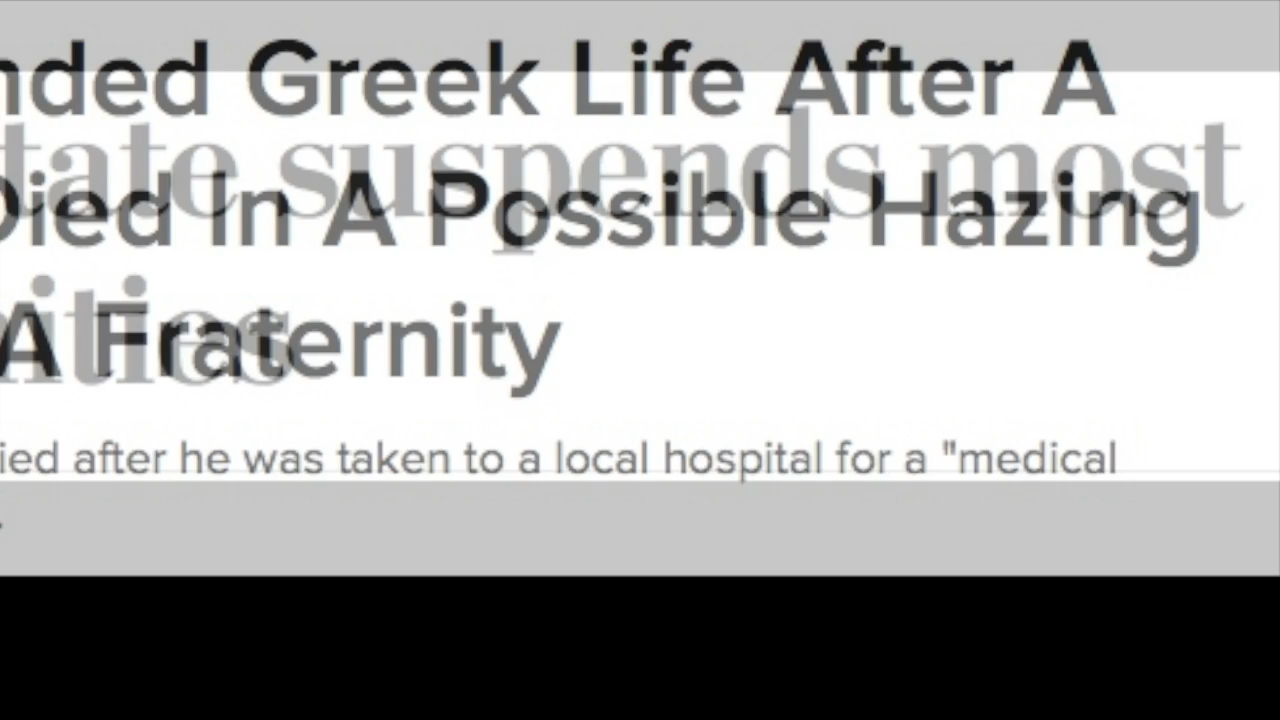 nded Greek Life After A
tate suspends most
Died In A Possible Hazing
ities
A Fraternity
ied after he was taken to a local hospital for a "medical